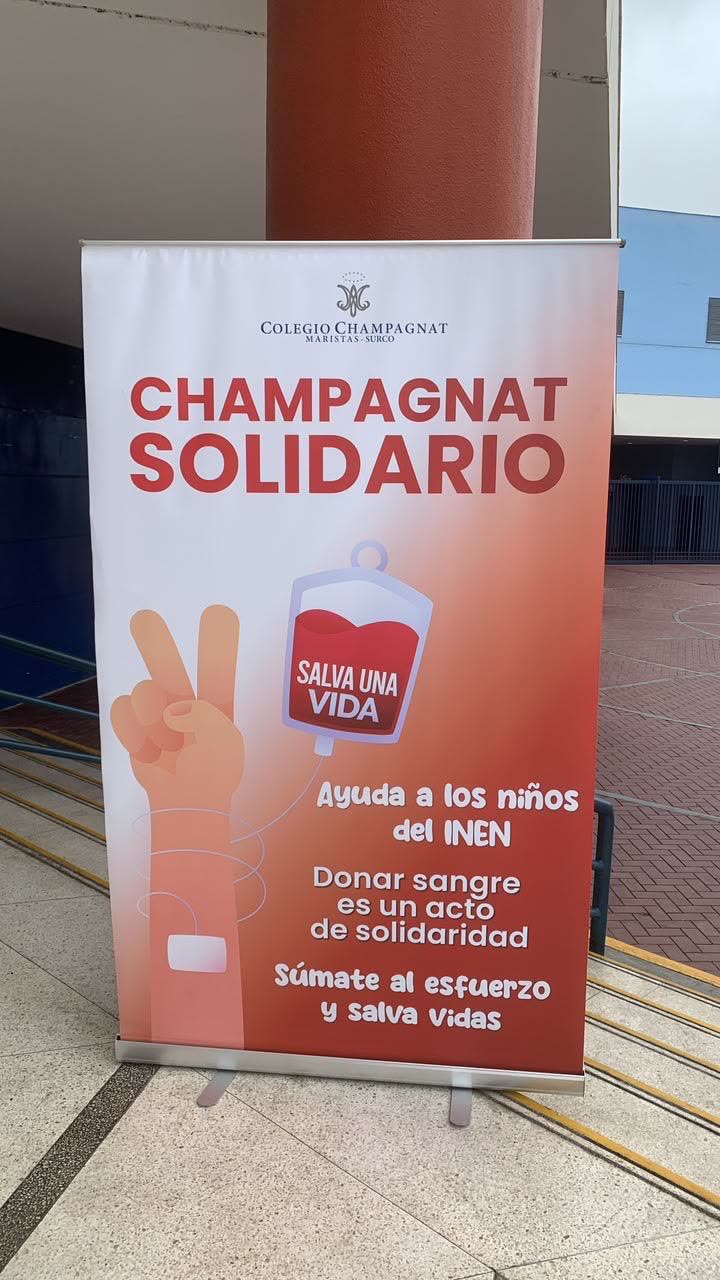 COLEGIO CHAMPAGNAT
MARISTAS - SURCO
CHAMPAGNAT
SOLIDARIO
SALVA UNA
VIDA
Ayuda a los niños
del INEN
Donar sangre
es un acto
de solidaridad
Súmate al esfuerzo
y salva vidas